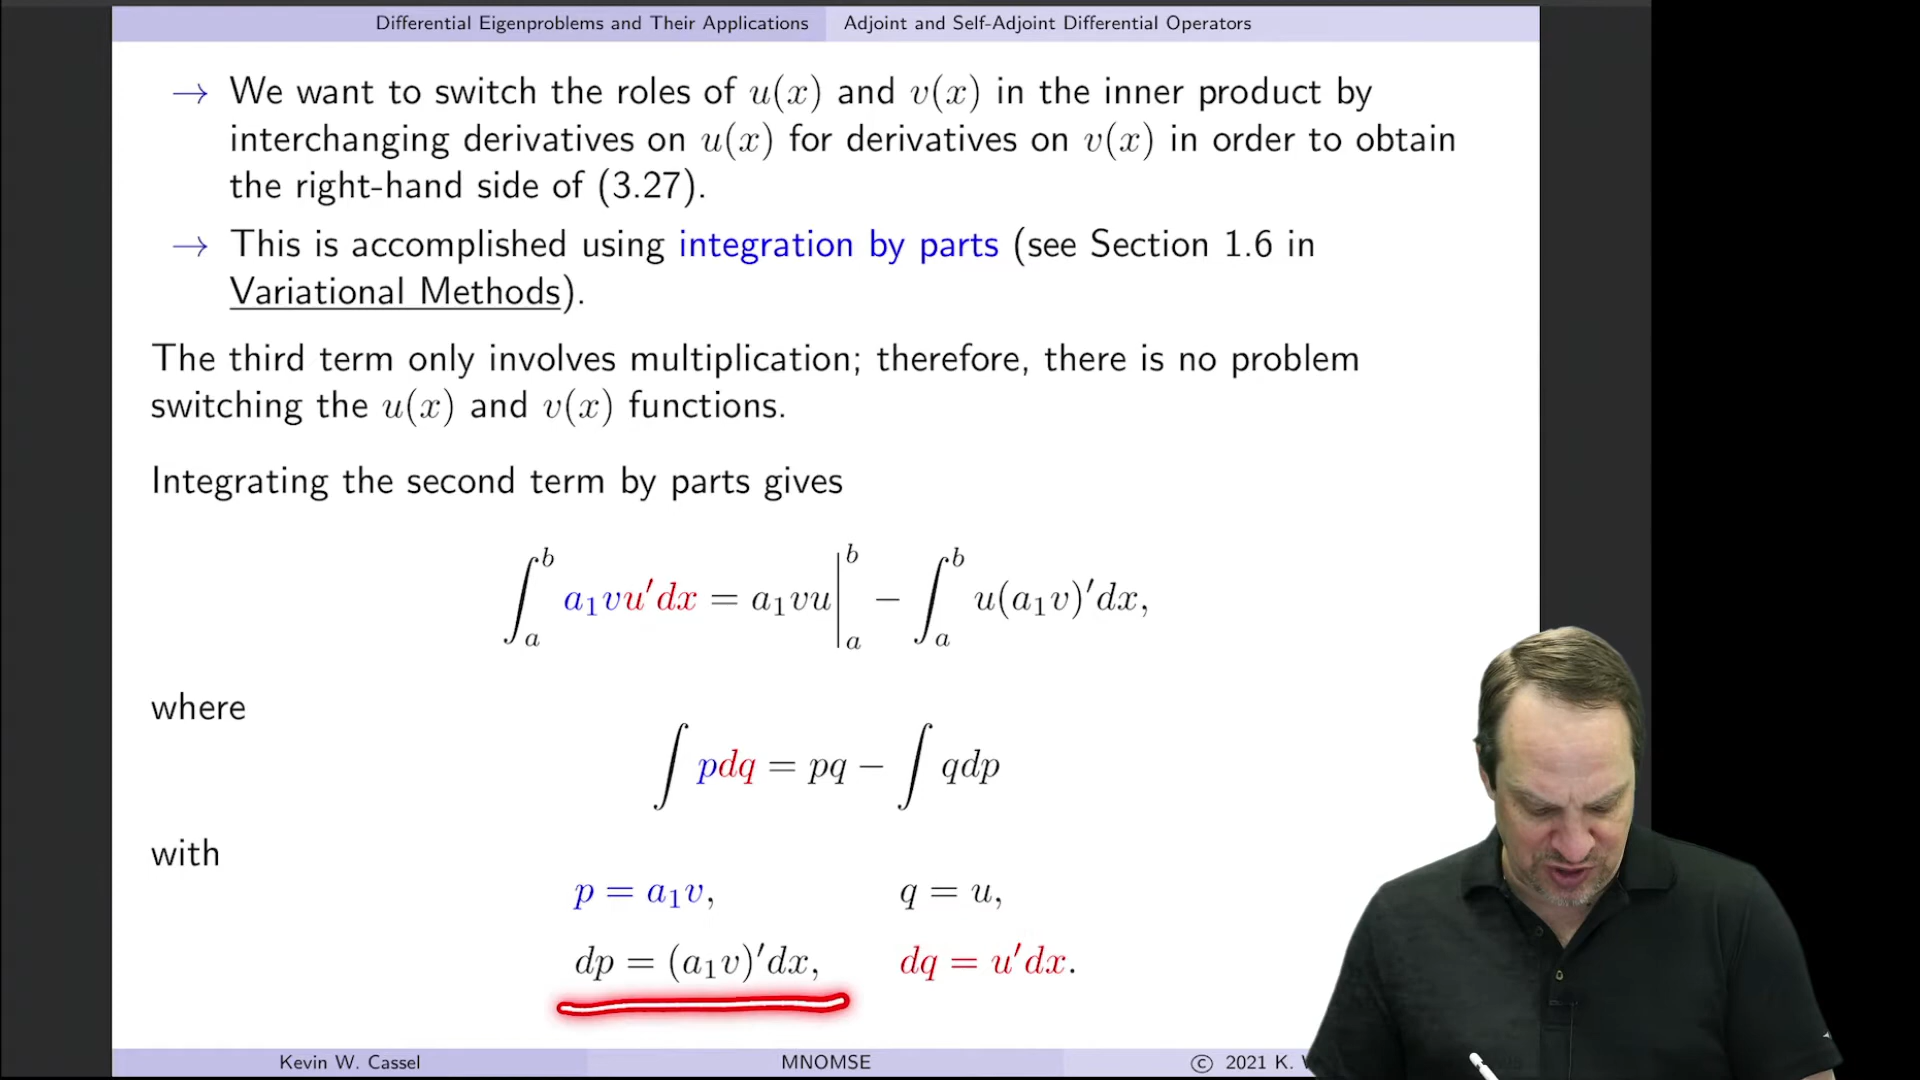 Differential Eigenproblems and Their Applications Adjoint and Self-Adjoint Differential Operators
→ We want to switch the roles of u(x) and v(x) in the inner product by
interchanging derivatives on u(x) for derivatives on v(x) in order to obtain
the right-hand side of (3.27).
→ This is accomplished using integration by parts (see Section 1.6 in
Variational Methods).
The third term only involves multiplication; therefore, there is no problem
switching the u(x) and v(x) functions.
Integrating the second term by parts gives
∫_a^b a₁vu′dx = a₁vu|_a^b − ∫_a^b u(a₁v)′dx,
where
∫ pdq = pq − ∫ qdp
with
p = a₁v, q = u,
dp = (a₁v)′dx, dq = u′dx.
Kevin W. Cassel MNOMSE © 2021 K.